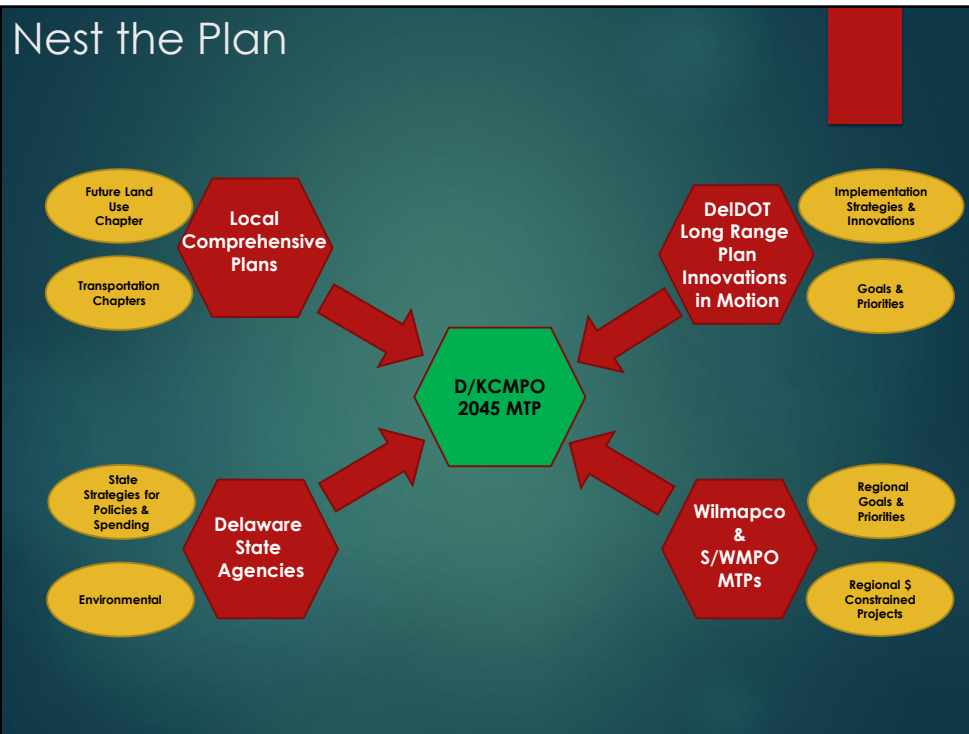 Nest the Plan
Future Land
Use
Chapter
Transportation
Chapters
Local
Comprehensive
Plans
DelDOT
Long Range
Plan
Innovations
in Motion
Implementation
Strategies &
Innovations
Goals &
Priorities
D/KCMPO
2045 MTP
State
Strategies for
Policies &
Spending
Environmental
Delaware
State
Agencies
Wilmapco
&
S/WMPO
MTPs
Regional
Goals &
Priorities
Regional $
Constrained
Projects